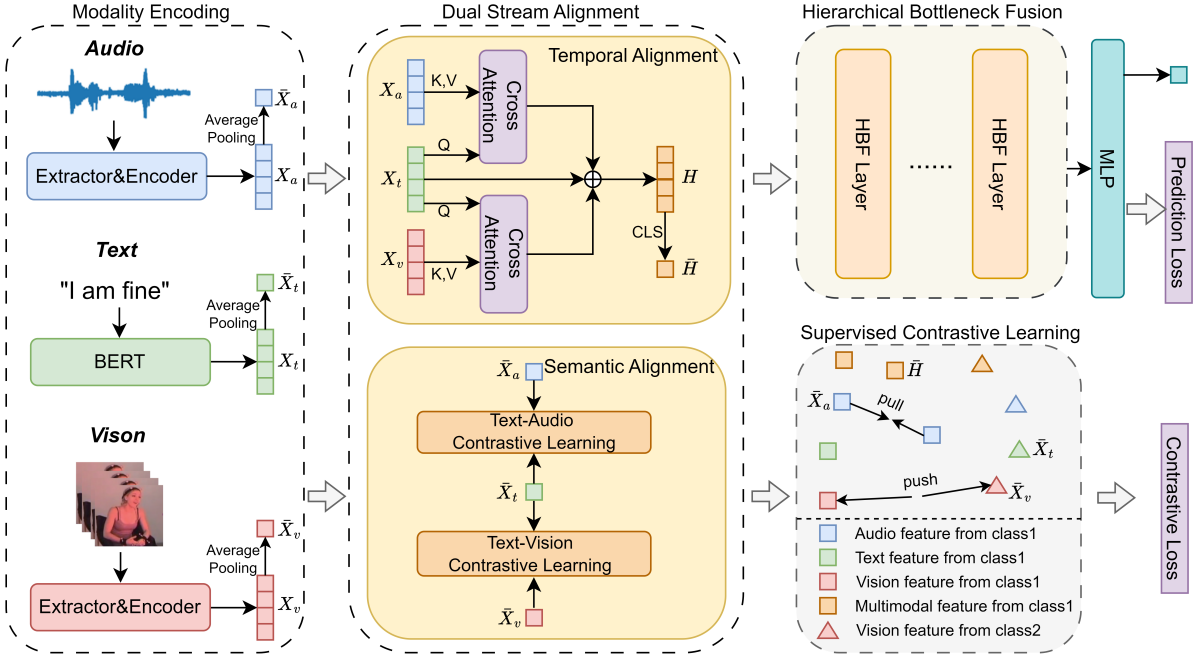 Modality Encoding
Audio
Average
Pooling
X̄ₐ
Extractor&Encoder
Xₐ
Text
"I am fine"
Average
Pooling
X̄ₜ
BERT
Xₜ
Vison
Average
Pooling
X̄ᵥ
Extractor&Encoder
Xᵥ
Dual Stream Alignment
Temporal Alignment
Xₐ
K,V
Cross
Attention
Q
Xₜ
Q
Xᵥ
K,V
Cross
Attention
H
CLS
H̄
Semantic Alignment
X̄ₐ
Text-Audio
Contrastive Learning
X̄ₜ
Text-Vision
Contrastive Learning
X̄ᵥ
Hierarchical Bottleneck Fusion
HBF Layer
......
HBF Layer
MLP
Prediction Loss
Supervised Contrastive Learning
H̄
X̄ₐ
pull
X̄ₜ
push
X̄ᵥ
Audio feature from class1
Text feature from class1
Vision feature from class1
Multimodal feature from class1
Vision feature from class2
Contrastive Loss